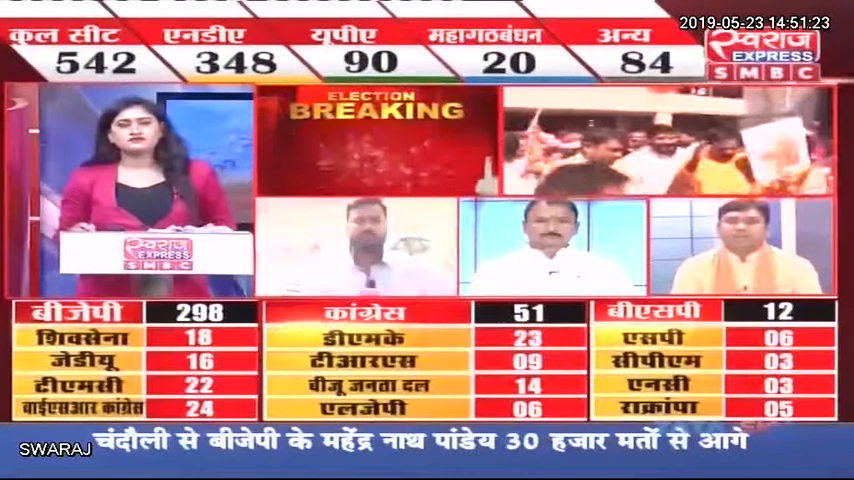 2019-05-23 14:51:23
कुल सीट एनडीए यूपीए महागठबंधन अन्य
542 348 90 20 84
स्वराज
EXPRESS
SMBC
ELECTION
BREAKING
स्वराज
EXPRESS
SMBC
बीजेपी 298 कांग्रेस 51 बीएसपी 12
शिवसेना 18 डीएमके 23 एसपी 06
जेडीयू 16 टीआरएस 09 सीपीएम 03
टीएमसी 22 बीजू जनता दल 14 एनसी 03
वाईएसआर कांग्रेस 24 एलजेपी 06 राकांपा 05
SWARAJ
चंदौली से बीजेपी के महेंद्र नाथ पांडेय 30 हजार मतों से आगे